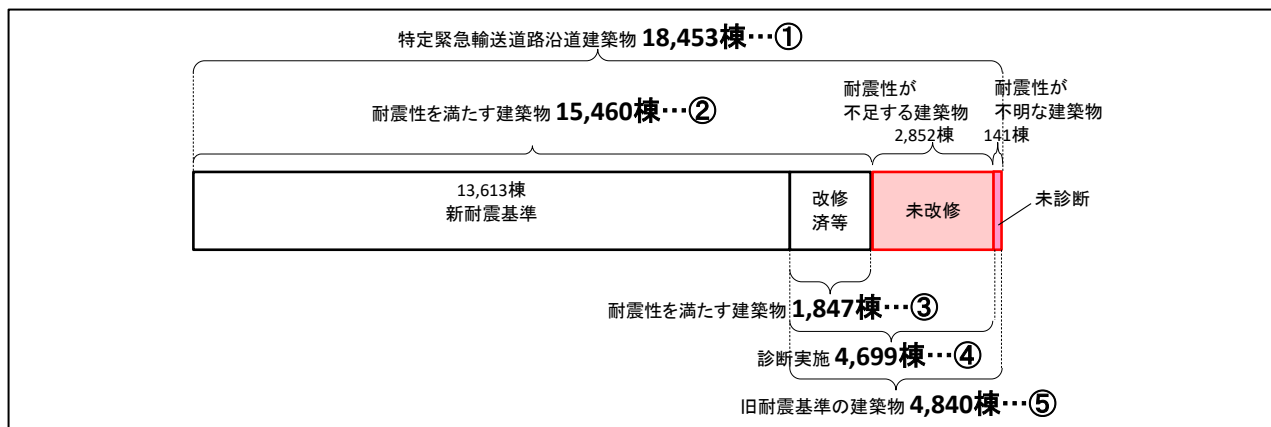 特定緊急輸送道路沿道建築物 18,453棟…①
耐震性を満たす建築物 15,460棟…②
耐震性が
不足する建築物
2,852棟
耐震性が
不明な建築物
141棟
13,613棟
新耐震基準
改修
済等
未改修
未診断
耐震性を満たす建築物 1,847棟…③
診断実施 4,699棟…④
旧耐震基準の建築物 4,840棟…⑤